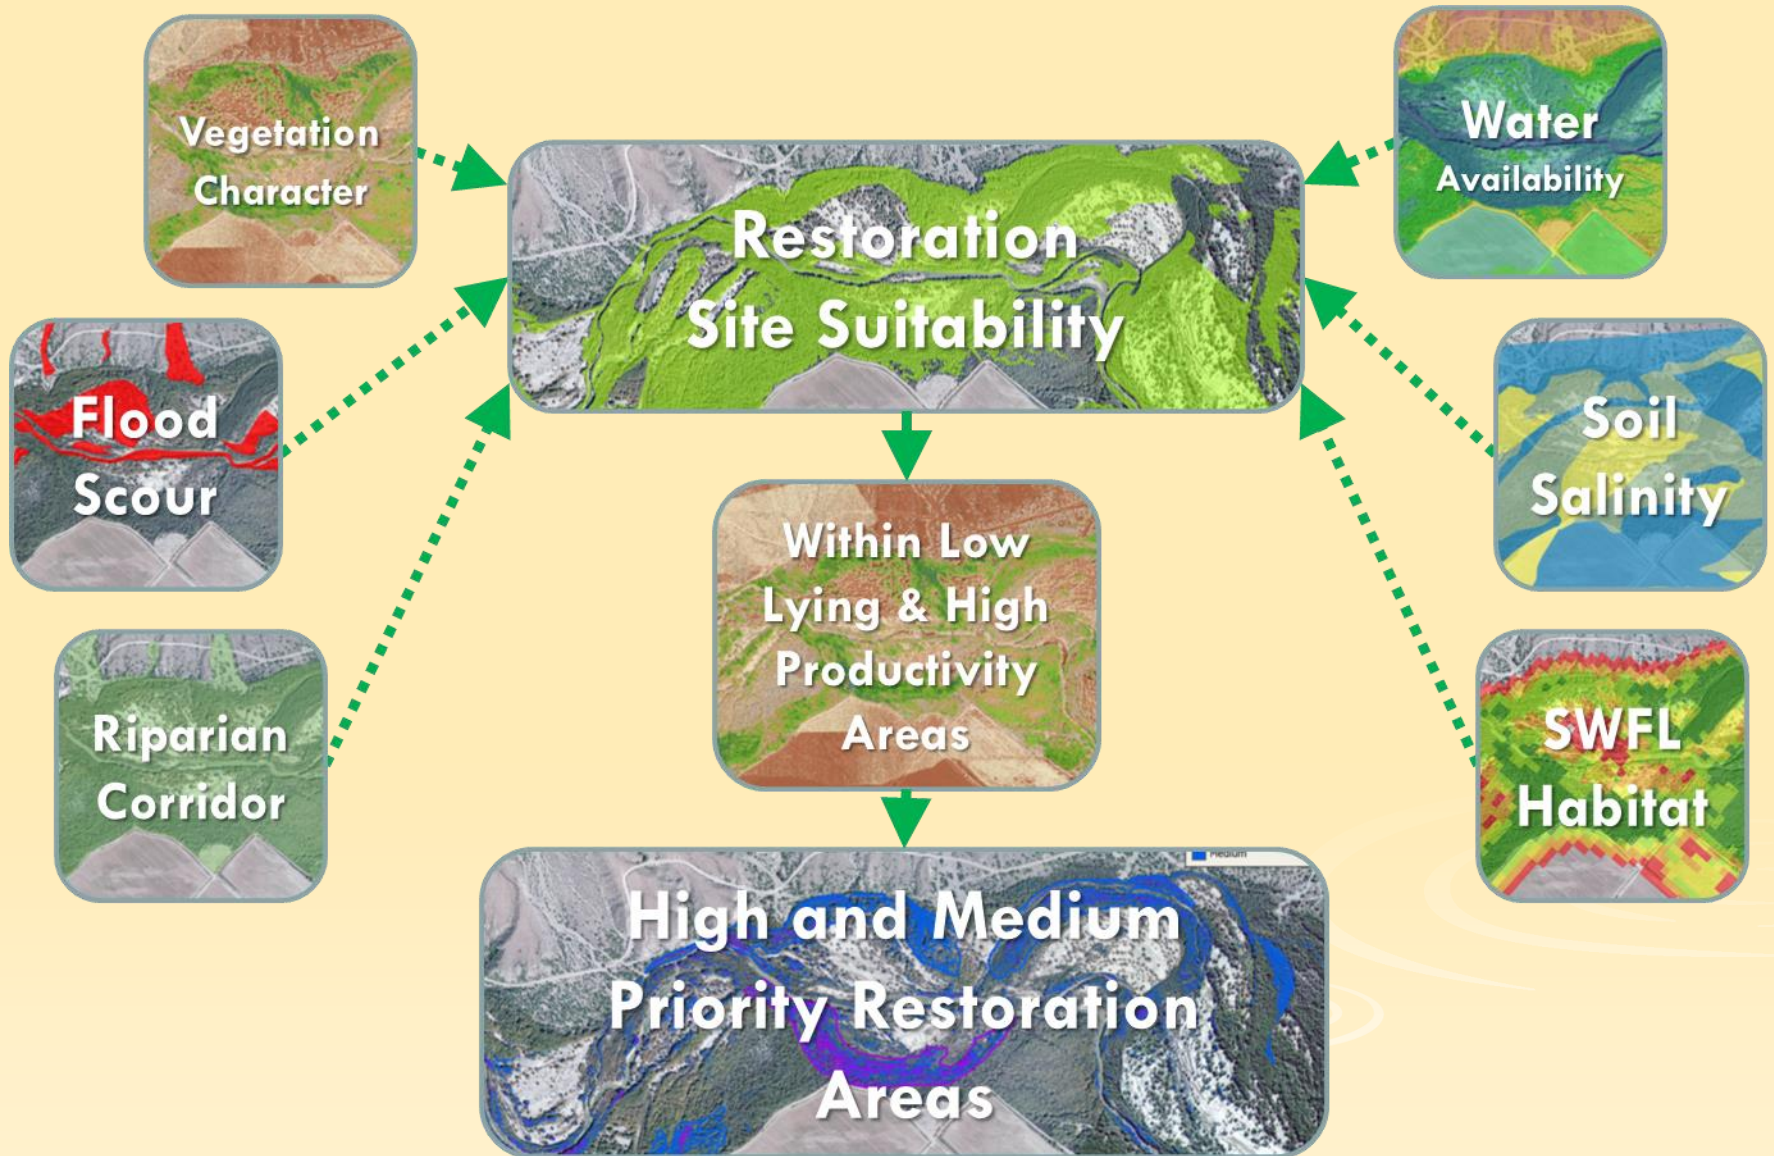 Vegetation
Character
Water
Availability
Restoration
Site Suitability
Flood
Scour
Soil
Salinity
Within Low
Lying & High
Productivity
Areas
Riparian
Corridor
SWFL
Habitat
Medium
High and Medium
Priority Restoration
Areas